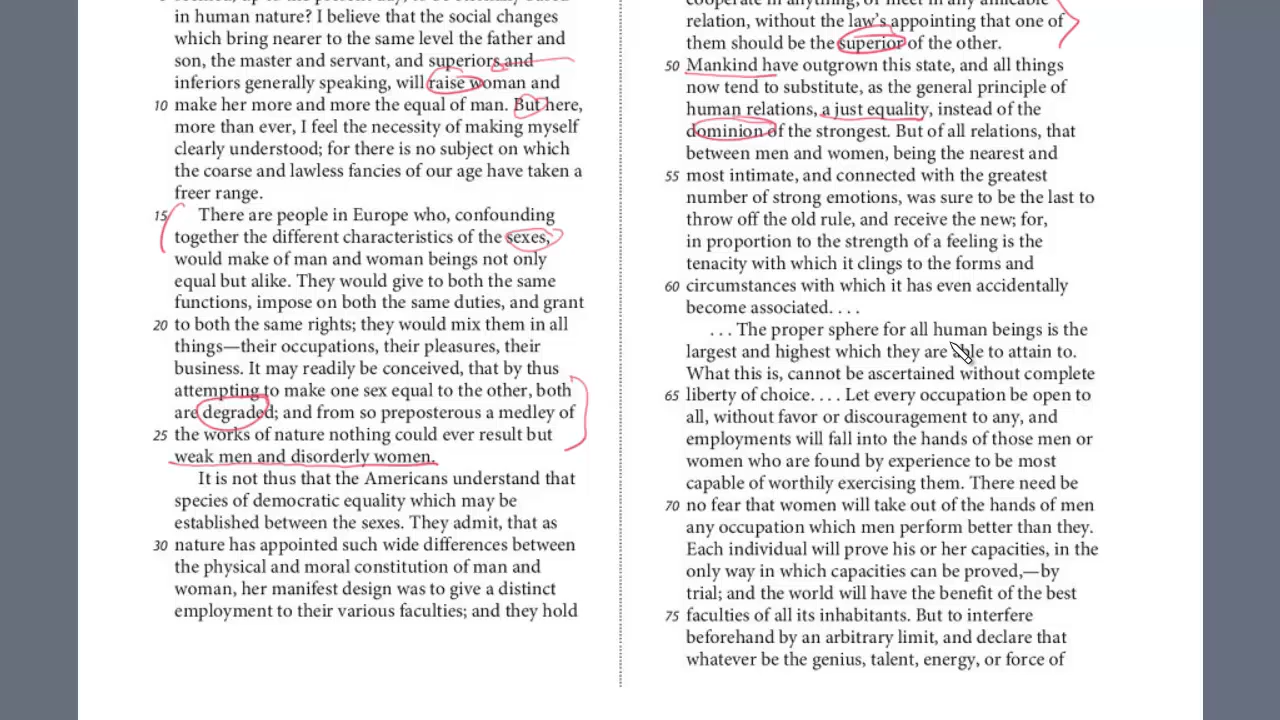 in human nature? I believe that the social changes
which bring nearer to the same level the father and
son, the master and servant, and superiors and
inferiors generally speaking, will raise woman and
10 make her more and more the equal of man. But here,
more than ever, I feel the necessity of making myself
clearly understood; for there is no subject on which
the coarse and lawless fancies of our age have taken a
freer range.
15 There are people in Europe who, confounding
together the different characteristics of the sexes,
would make of man and woman beings not only
equal but alike. They would give to both the same
functions, impose on both the same duties, and grant
20 to both the same rights; they would mix them in all
things—their occupations, their pleasures, their
business. It may readily be conceived, that by thus
attempting to make one sex equal to the other, both
are degraded; and from so preposterous a medley of
25 the works of nature nothing could ever result but
weak men and disorderly women.
It is not thus that the Americans understand that
species of democratic equality which may be
established between the sexes. They admit, that as
30 nature has appointed such wide differences between
the physical and moral constitution of man and
woman, her manifest design was to give a distinct
employment to their various faculties; and they hold
relation, without the law's appointing that one of
them should be the superior of the other.
50 Mankind have outgrown this state, and all things
now tend to substitute, as the general principle of
human relations, a just equality, instead of the
dominion of the strongest. But of all relations, that
between men and women, being the nearest and
55 most intimate, and connected with the greatest
number of strong emotions, was sure to be the last to
throw off the old rule, and receive the new; for,
in proportion to the strength of a feeling is the
tenacity with which it clings to the forms and
60 circumstances with which it has even accidentally
become associated. . . .
. . . The proper sphere for all human beings is the
largest and highest which they are able to attain to.
What this is, cannot be ascertained without complete
65 liberty of choice. . . . Let every occupation be open to
all, without favor or discouragement to any, and
employments will fall into the hands of those men or
women who are found by experience to be most
capable of worthily exercising them. There need be
70 no fear that women will take out of the hands of men
any occupation which men perform better than they.
Each individual will prove his or her capacities, in the
only way in which capacities can be proved,—by
trial; and the world will have the benefit of the best
75 faculties of all its inhabitants. But to interfere
beforehand by an arbitrary limit, and declare that
whatever be the genius, talent, energy, or force of